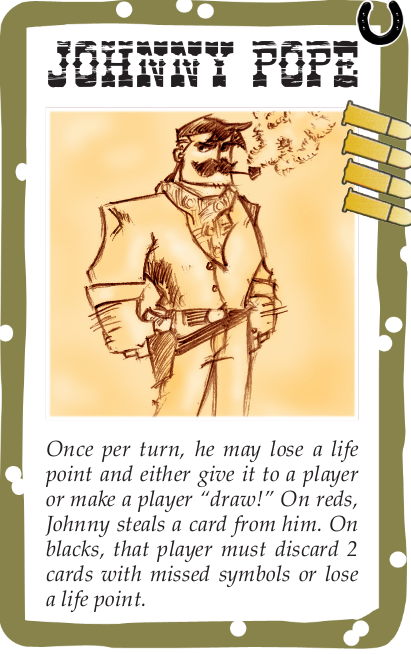 JOHNNY POPE
Once per turn, he may lose a life
point and either give it to a player
or make a player “draw!” On reds,
Johnny steals a card from him. On
blacks, that player must discard 2
cards with missed symbols or lose
a life point.